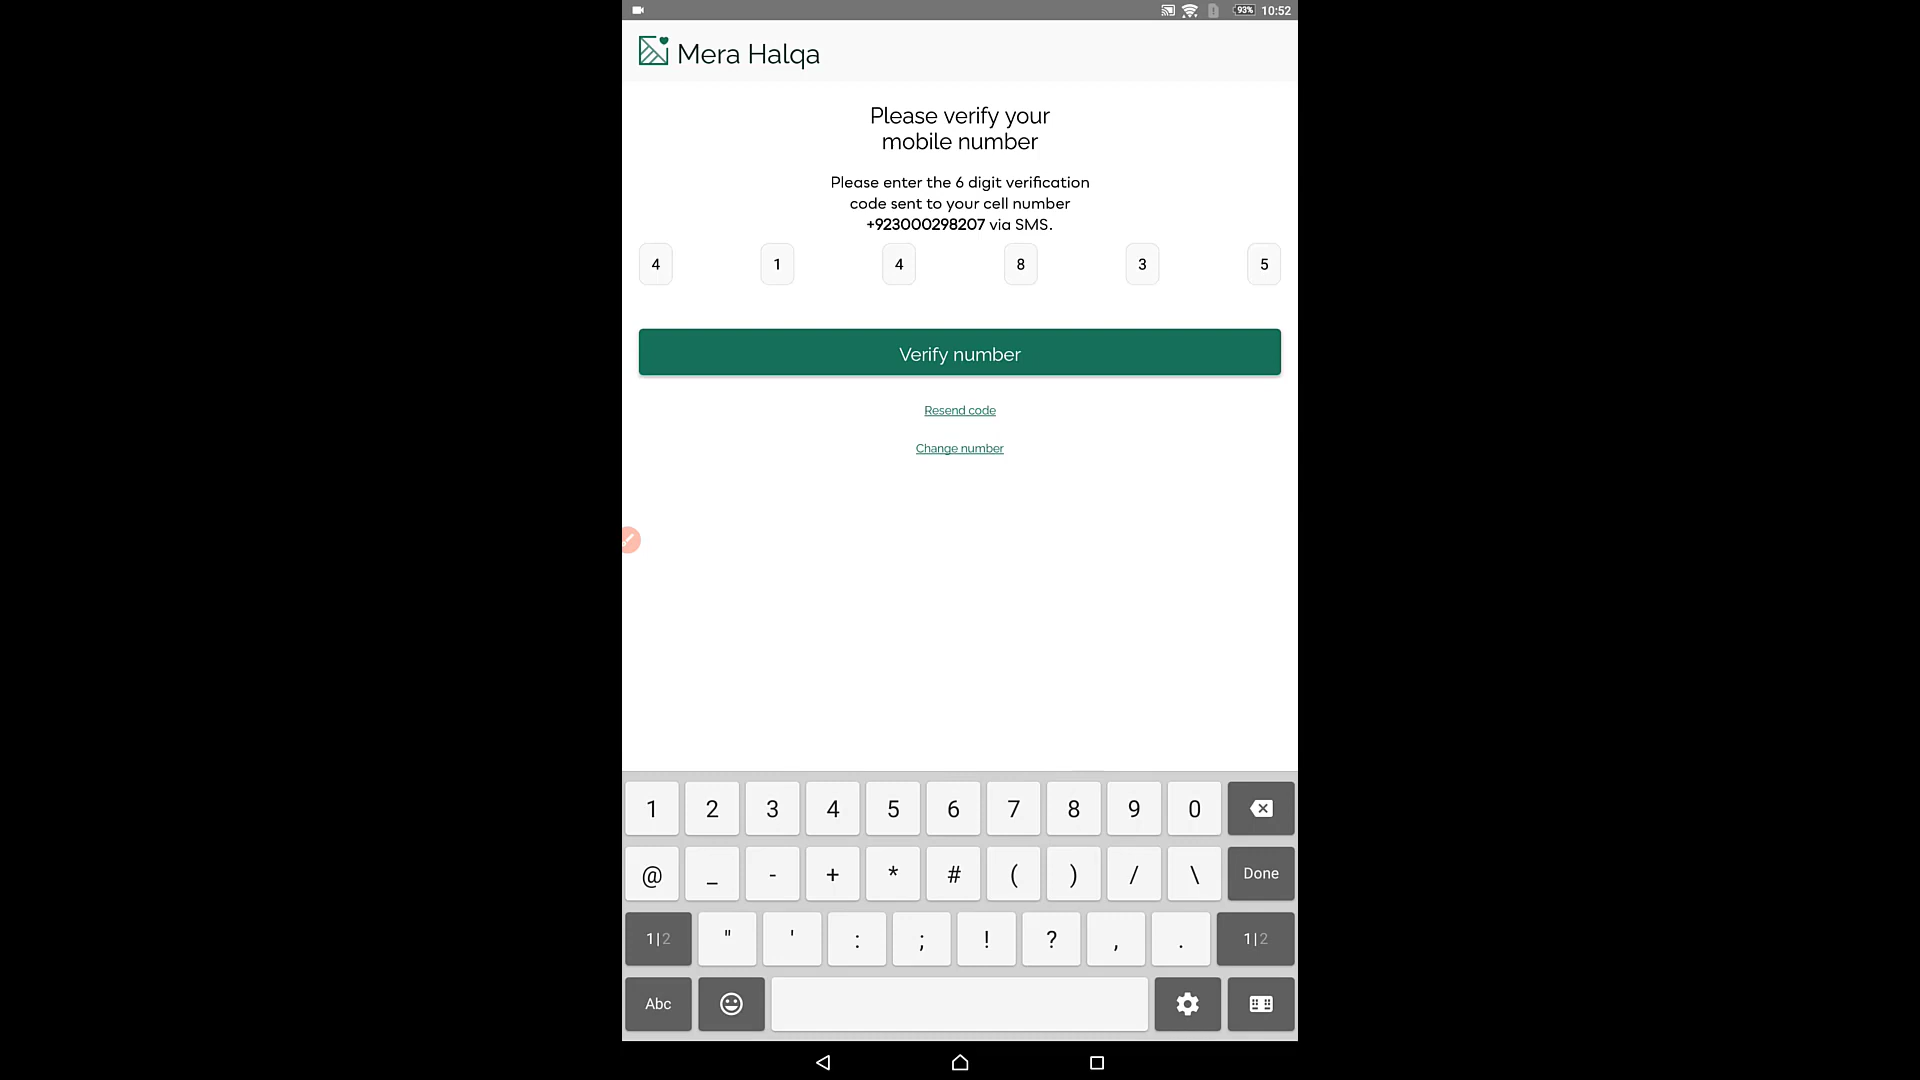 93% 10:52
Mera Halqa
Please verify your
mobile number
Please enter the 6 digit verification
code sent to your cell number
+923000298207 via SMS.
4 1 4 8 3 5
Verify number
Resend code
Change number
1 2 3 4 5 6 7 8 9 0
@ _ - + * # ( ) / \ Done
1|2 " ' : ; ! ? , . 1|2
Abc